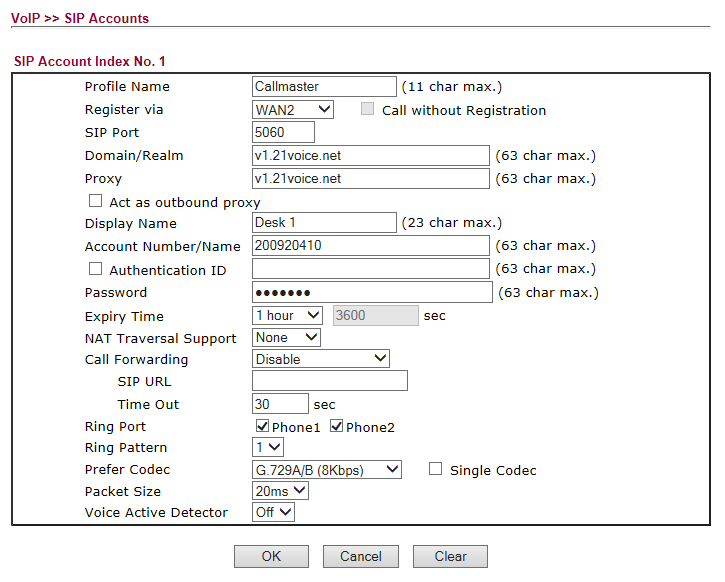 VoIP >> SIP Accounts
SIP Account Index No. 1
Profile Name Callmaster (11 char max.)
Register via WAN2 Call without Registration
SIP Port 5060
Domain/Realm v1.21voice.net (63 char max.)
Proxy v1.21voice.net (63 char max.)
Act as outbound proxy
Display Name Desk 1 (23 char max.)
Account Number/Name 200920410 (63 char max.)
Authentication ID (63 char max.)
Password ●●●●●●● (63 char max.)
Expiry Time 1 hour 3600 sec
NAT Traversal Support None
Call Forwarding Disable
SIP URL
Time Out 30 sec
Ring Port Phone1 Phone2
Ring Pattern 1
Prefer Codec G.729A/B (8Kbps) Single Codec
Packet Size 20ms
Voice Active Detector Off
OK Cancel Clear